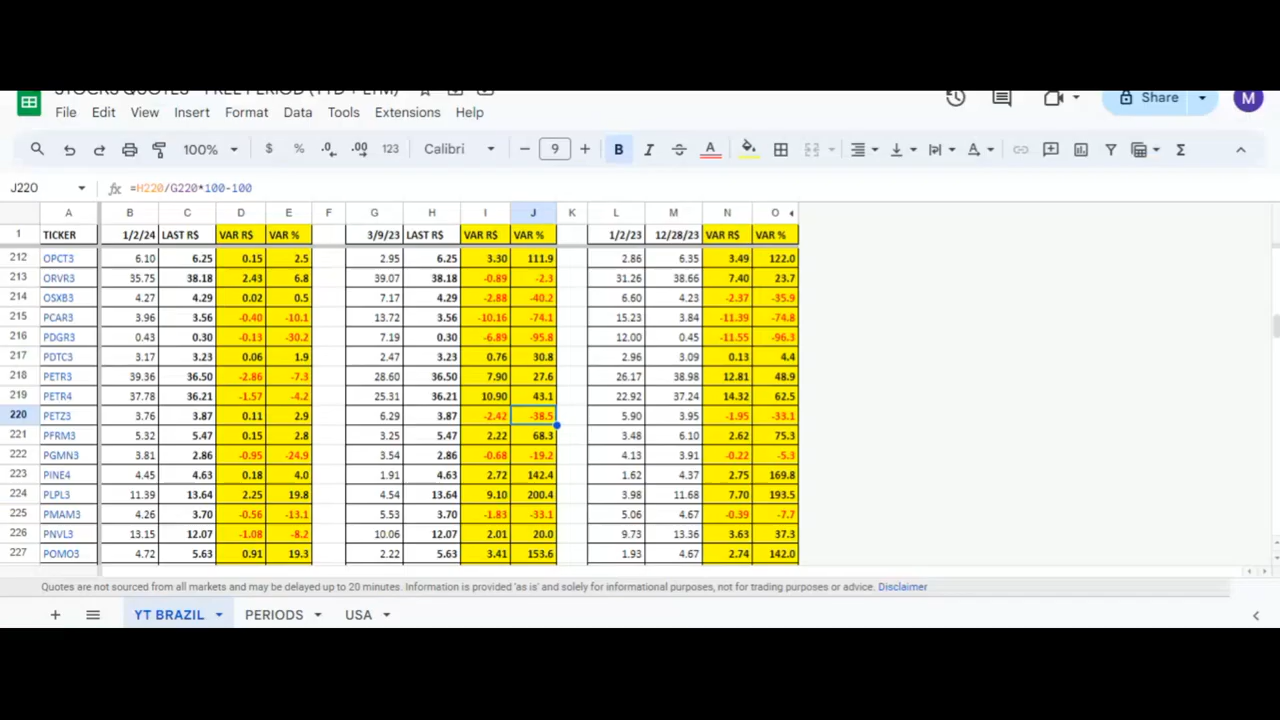 STOCKS QUOTES - FREE PERIOD (YTD + LTM)
File Edit View Insert Format Data Tools Extensions Help
Share
M
100% $ % .0 .00 123 Calibri − 9 + B I S A Σ
J220 fx =H220/G220*100-100
A B C D E F G H I J K L M N O
1 TICKER 1/2/24 LAST R$ VAR R$ VAR % 3/9/23 LAST R$ VAR R$ VAR % 1/2/23 12/28/23 VAR R$ VAR %
212 OPCT3 6.10 6.25 0.15 2.5 2.95 6.25 3.30 111.9 2.86 6.35 3.49 122.0
213 ORVR3 35.75 38.18 2.43 6.8 39.07 38.18 -0.89 -2.3 31.26 38.66 7.40 23.7
214 OSXB3 4.27 4.29 0.02 0.5 7.17 4.29 -2.88 -40.2 6.60 4.23 -2.37 -35.9
215 PCAR3 3.96 3.56 -0.40 -10.1 13.72 3.56 -10.16 -74.1 15.23 3.84 -11.39 -74.8
216 PDGR3 0.43 0.30 -0.13 -30.2 7.19 0.30 -6.89 -95.8 12.00 0.45 -11.55 -96.3
217 PDTC3 3.17 3.23 0.06 1.9 2.47 3.23 0.76 30.8 2.96 3.09 0.13 4.4
218 PETR3 39.36 36.50 -2.86 -7.3 28.60 36.50 7.90 27.6 26.17 38.98 12.81 48.9
219 PETR4 37.78 36.21 -1.57 -4.2 25.31 36.21 10.90 43.1 22.92 37.24 14.32 62.5
220 PETZ3 3.76 3.87 0.11 2.9 6.29 3.87 -2.42 -38.5 5.90 3.95 -1.95 -33.1
221 PFRM3 5.32 5.47 0.15 2.8 3.25 5.47 2.22 68.3 3.48 6.10 2.62 75.3
222 PGMN3 3.81 2.86 -0.95 -24.9 3.54 2.86 -0.68 -19.2 4.13 3.91 -0.22 -5.3
223 PINE4 4.45 4.63 0.18 4.0 1.91 4.63 2.72 142.4 1.62 4.37 2.75 169.8
224 PLPL3 11.39 13.64 2.25 19.8 4.54 13.64 9.10 200.4 3.98 11.68 7.70 193.5
225 PMAM3 4.26 3.70 -0.56 -13.1 5.53 3.70 -1.83 -33.1 5.06 4.67 -0.39 -7.7
226 PNVL3 13.15 12.07 -1.08 -8.2 10.06 12.07 2.01 20.0 9.73 13.36 3.63 37.3
227 POMO3 4.72 5.63 0.91 19.3 2.22 5.63 3.41 153.6 1.93 4.67 2.74 142.0
Quotes are not sourced from all markets and may be delayed up to 20 minutes. Information is provided 'as is' and solely for informational purposes, not for trading purposes or advice. Disclaimer
+ YT BRAZIL PERIODS USA